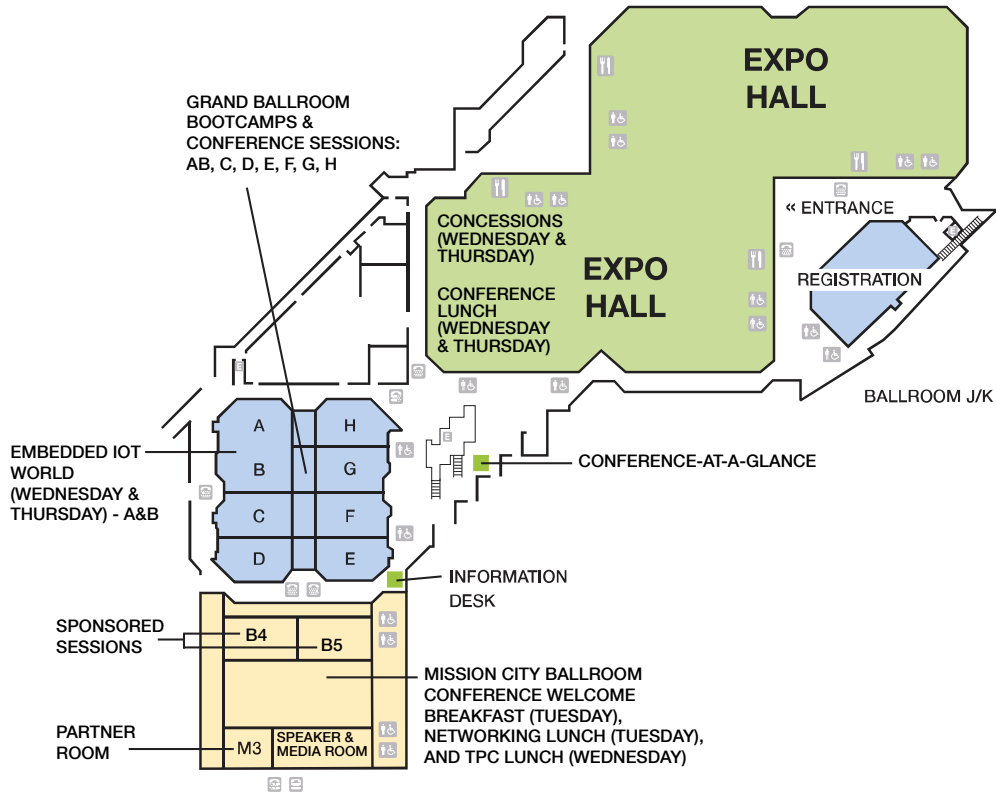 EXPO
HALL
GRAND BALLROOM
BOOTCAMPS &
CONFERENCE SESSIONS:
AB, C, D, E, F, G, H
« ENTRANCE
CONCESSIONS
(WEDNESDAY &
THURSDAY)
EXPO
HALL
REGISTRATION
CONFERENCE
LUNCH
(WEDNESDAY
& THURSDAY)
BALLROOM J/K
A
H
EMBEDDED IOT
WORLD
(WEDNESDAY &
THURSDAY) - A&B
B
G
CONFERENCE-AT-A-GLANCE
C
F
D
E
INFORMATION
DESK
SPONSORED
SESSIONS
B4
B5
MISSION CITY BALLROOM
CONFERENCE WELCOME
BREAKFAST (TUESDAY),
NETWORKING LUNCH (TUESDAY),
AND TPC LUNCH (WEDNESDAY)
PARTNER
ROOM
M3
SPEAKER &
MEDIA ROOM